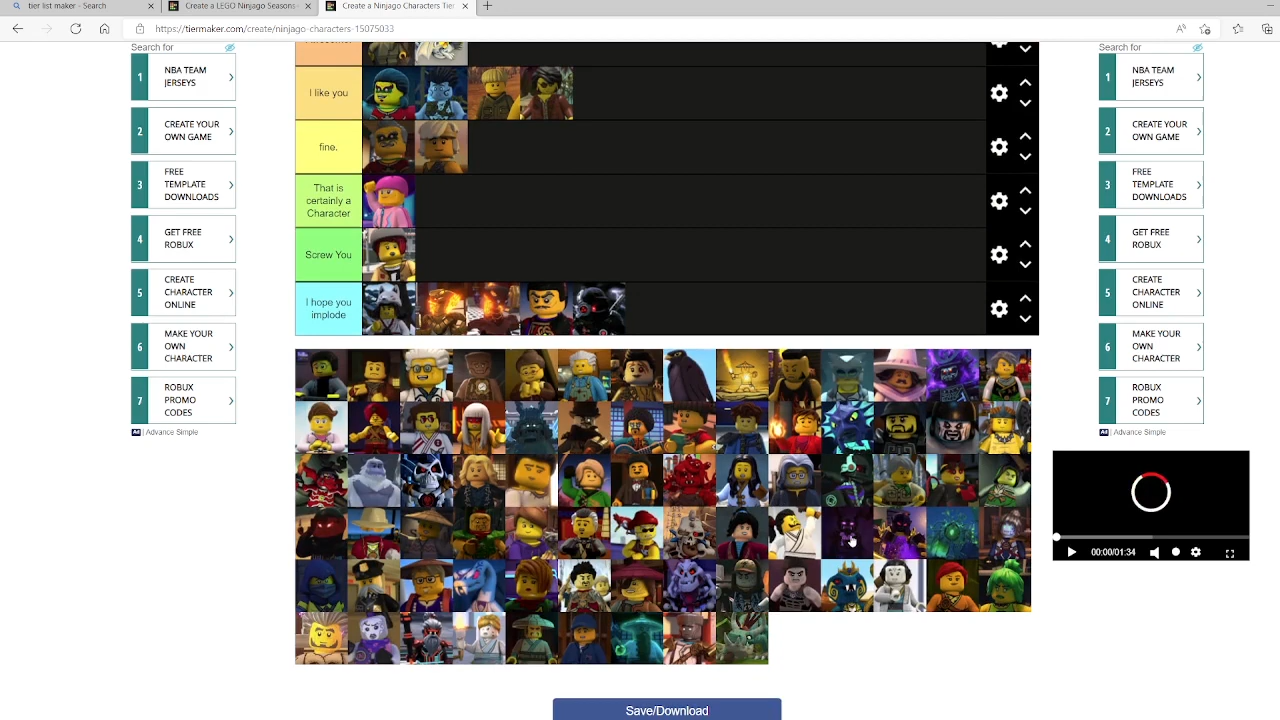 tier list maker - Search
Create a LEGO Ninjago Seasons -
Create a Ninjago Characters Tier
https://tiermaker.com/create/ninjago-characters-15075033
Search for
1 NBA TEAM
JERSEYS
2 CREATE YOUR
OWN GAME
3 FREE
TEMPLATE
DOWNLOADS
4 GET FREE
ROBUX
5 CREATE
CHARACTER
ONLINE
6 MAKE YOUR
OWN
CHARACTER
7 ROBUX
PROMO
CODES
Ad | Advance Simple
I like you
fine.
That is
certainly a
Character
Screw You
I hope you
implode
Save/Download
Search for
1 NBA TEAM
JERSEYS
2 CREATE YOUR
OWN GAME
3 FREE
TEMPLATE
DOWNLOADS
4 GET FREE
ROBUX
5 CREATE
CHARACTER
ONLINE
6 MAKE YOUR
OWN
CHARACTER
7 ROBUX
PROMO
CODES
Ad | Advance Simple
00:00/01:34